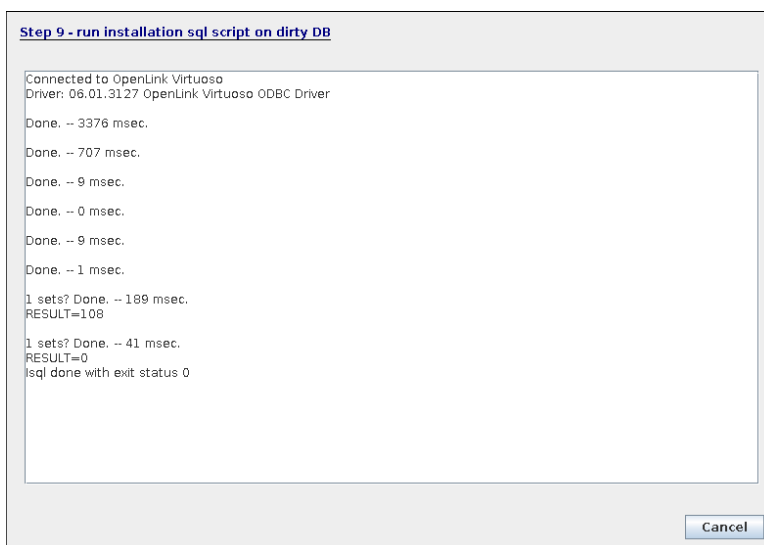 Step 9 - run installation sql script on dirty DB
Connected to OpenLink Virtuoso
Driver: 06.01.3127 OpenLink Virtuoso ODBC Driver
Done. -- 3376 msec.
Done. -- 707 msec.
Done. -- 9 msec.
Done. -- 0 msec.
Done. -- 9 msec.
Done. -- 1 msec.
1 sets? Done. -- 189 msec.
RESULT=108
1 sets? Done. -- 41 msec.
RESULT=0
Isql done with exit status 0
Cancel